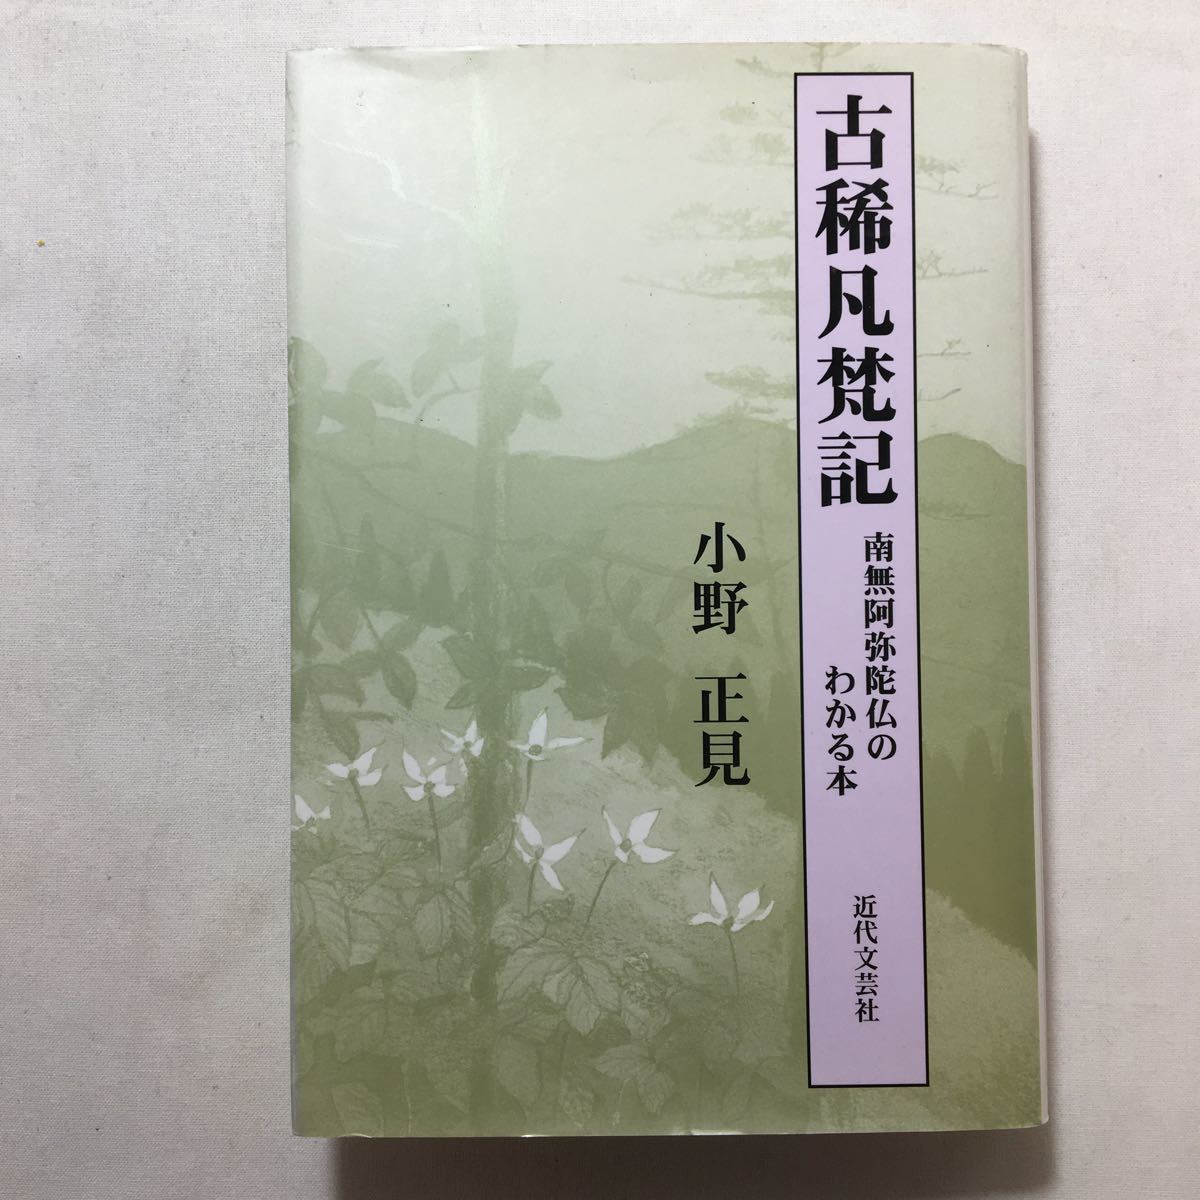 古稀凡梵記
南無阿弥陀仏の
わかる本
近代文芸社
小野 正見